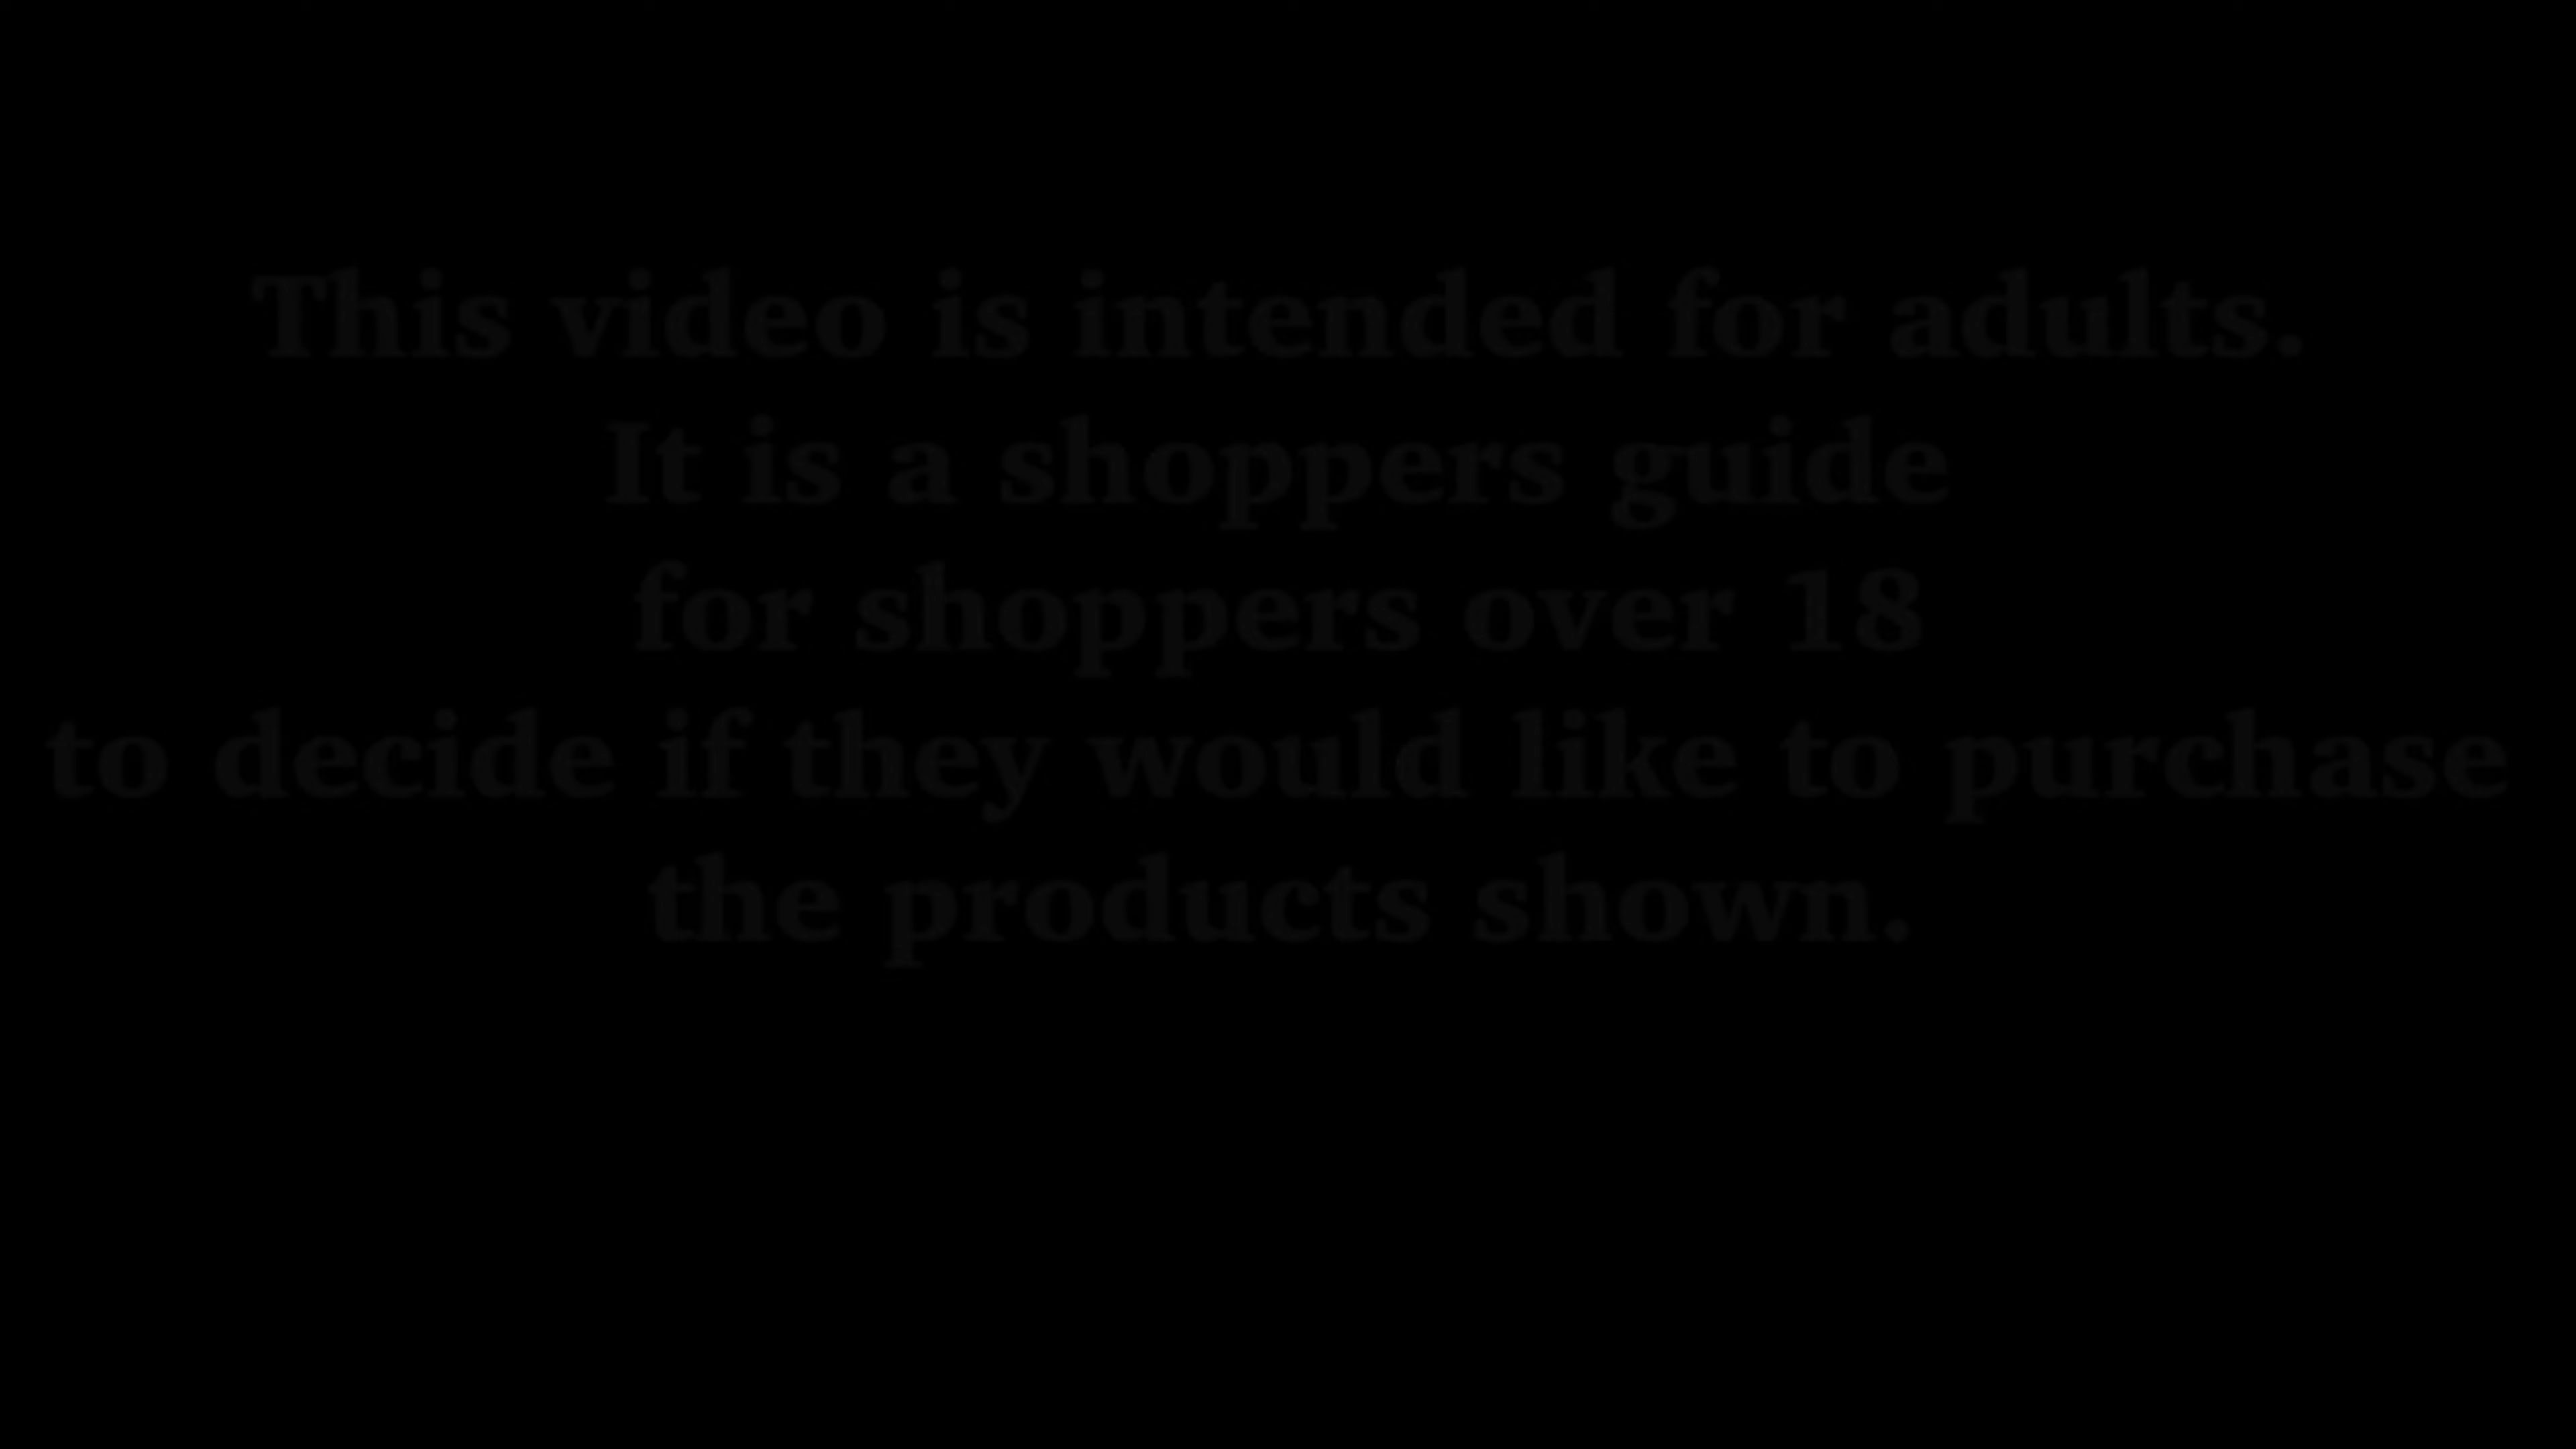 This video is intended for adults.
It is a shoppers guide
for shoppers over 18
to decide if they would like to purchase
the products shown.